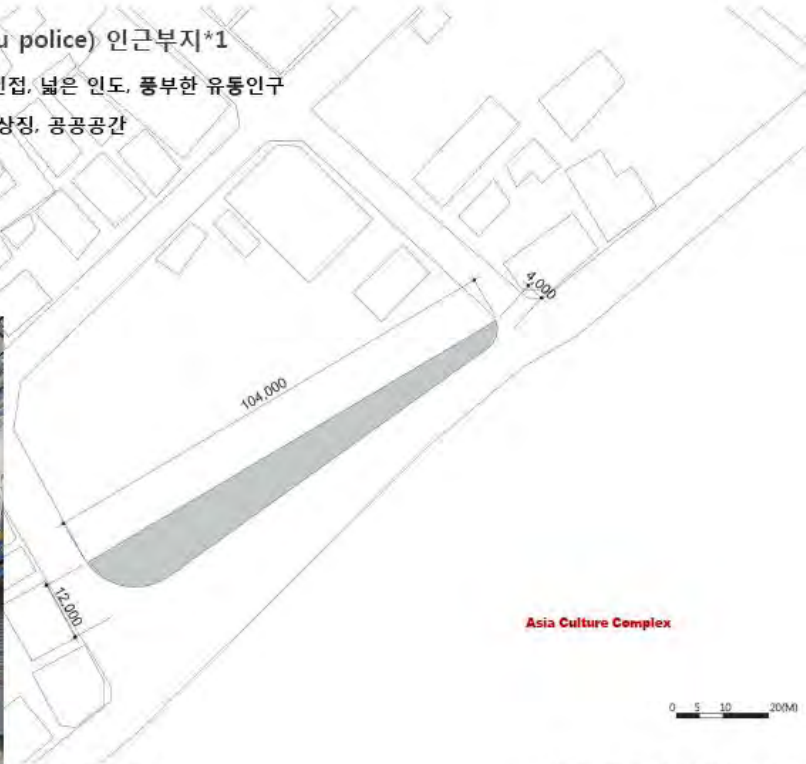 u police) 인근부지*1
인접, 넓은 인도, 풍부한 유동인구
상징, 공공공간
4,000
104,000
12,000
Asia Culture Complex
0 5 10 20(M)